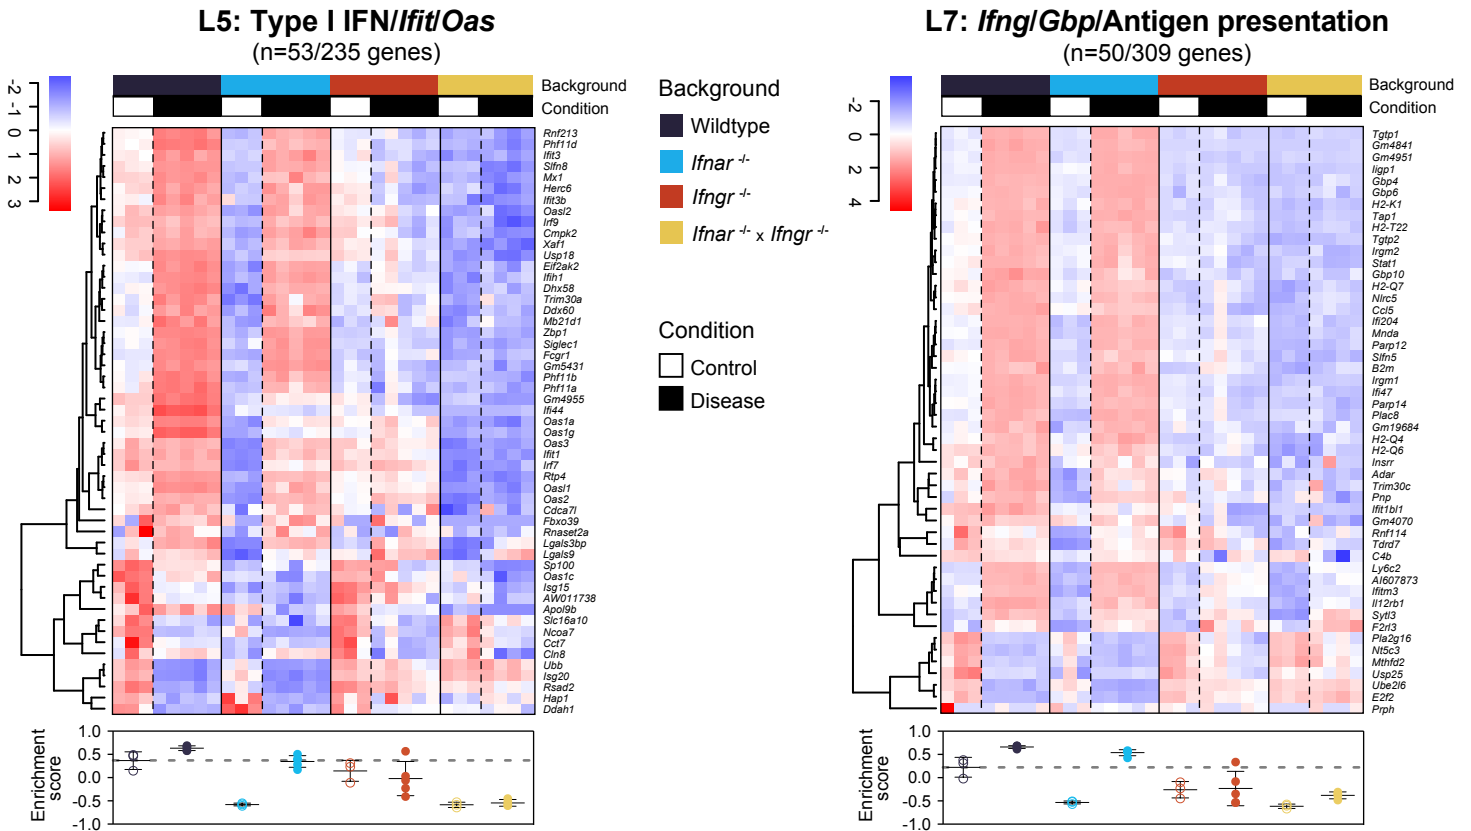 L5: Type I IFN/Ifit/Oas
(n=53/235 genes)
-2 -1 0 1 2 3
Background
Condition
Rnf213
Phf11d
Ifit3
Slfn8
Mx1
Herc6
Ifit3b
Oasl2
Irf9
Cmpk2
Xaf1
Usp18
Eif2ak2
Ifih1
Dhx58
Trim30a
Ddx60
Mb21d1
Zbp1
Siglec1
Fcgr1
Gm5431
Phf11b
Phf11a
Gm4955
Ifi44
Oas1a
Oas1g
Oas3
Ifit1
Irf7
Rtp4
Oasl1
Oas2
Cdca7l
Fbxo39
Rnaset2a
Lgals3bp
Lgals9
Sp100
Oas1c
Isg15
AW011738
Apol9b
Slc16a10
Ncoa7
Cct7
Cln8
Ubb
Isg20
Rsad2
Hap1
Ddah1
Enrichment
score
1.0
0.5
0.0
-0.5
-1.0
Background
Wildtype
Ifnar -/-
Ifngr -/-
Ifnar -/- x Ifngr -/-
Condition
Control
Disease
L7: Ifng/Gbp/Antigen presentation
(n=50/309 genes)
-2 0 2 4
Background
Condition
Tgtp1
Gm4841
Gm4951
Iigp1
Gbp4
Gbp6
H2-K1
Tap1
H2-T22
Tgtp2
Irgm2
Stat1
Gbp10
H2-Q7
Nlrc5
Ccl5
Ifi204
Mnda
Parp12
Slfn5
B2m
Irgm1
Ifi47
Parp14
Plac8
Gm19684
H2-Q4
H2-Q6
Insrr
Adar
Trim30c
Pnp
Ifit1bl1
Gm4070
Rnf114
Tdrd7
C4b
Ly6c2
AI607873
Ifitm3
Il12rb1
Sytl3
F2rl3
Pla2g16
Nt5c3
Mthfd2
Usp25
Ube2l6
E2f2
Prph
Enrichment
score
1.0
0.5
0.0
-0.5
-1.0